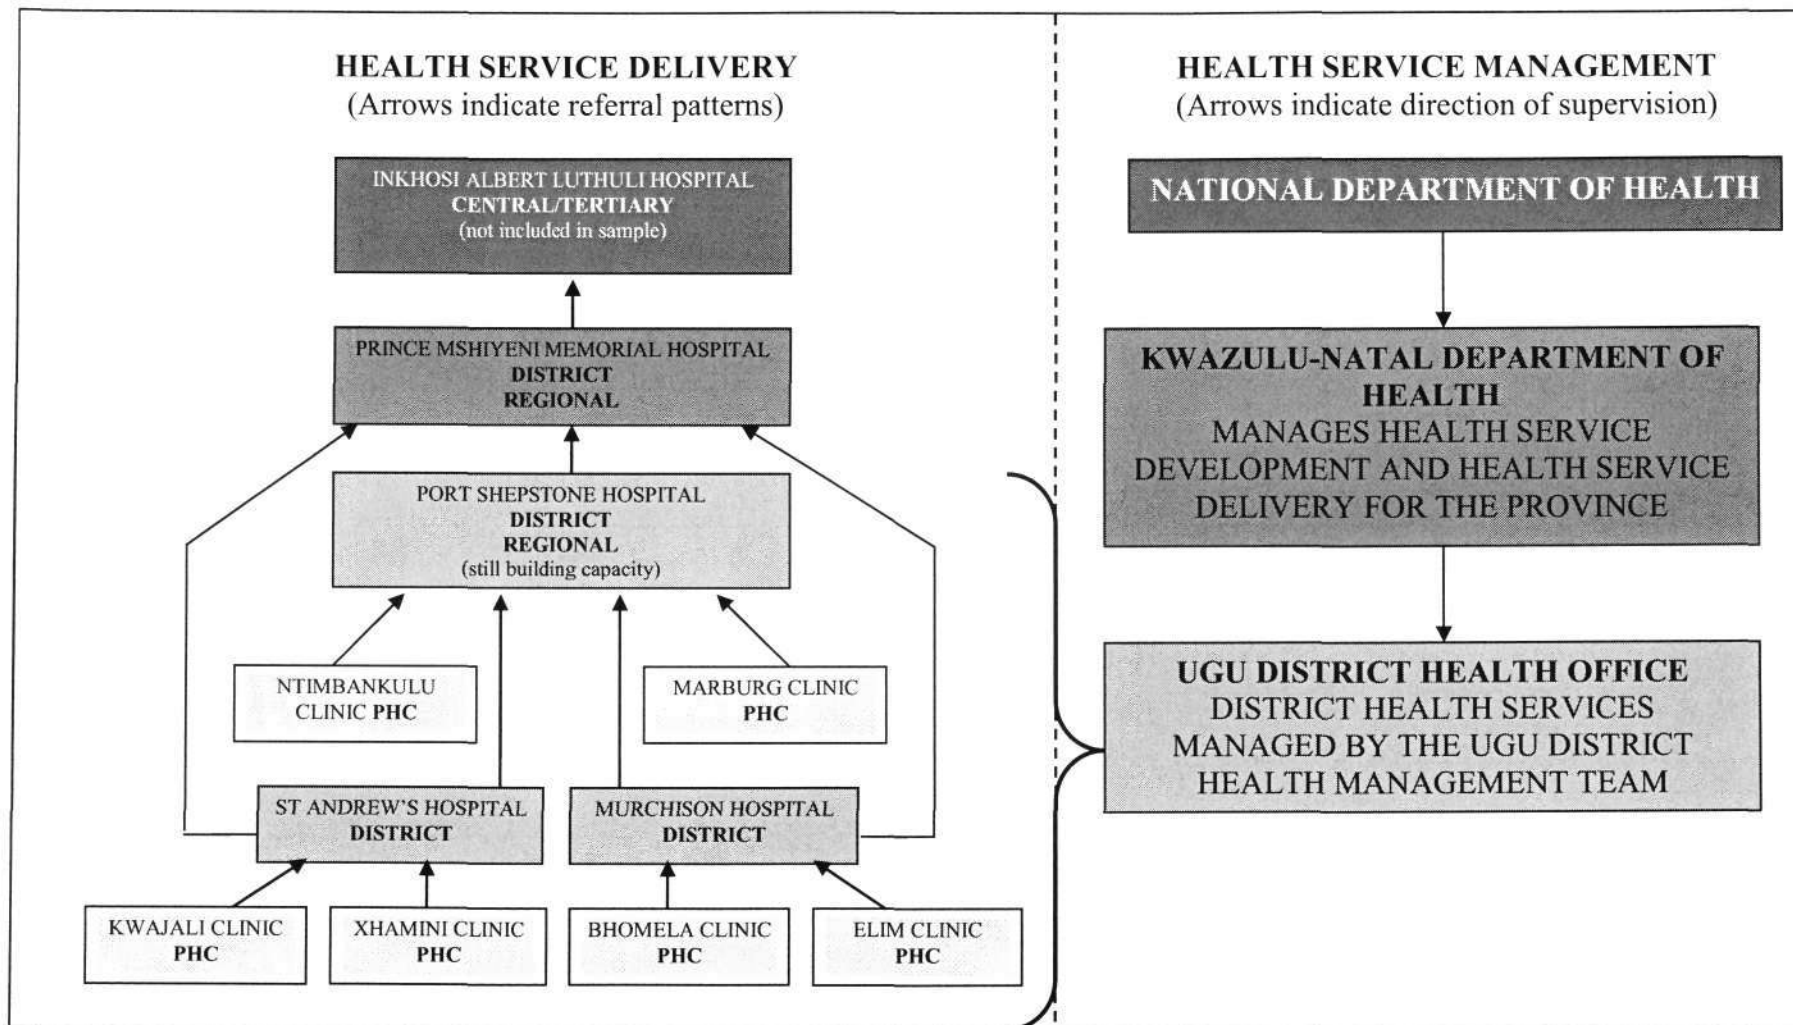 HEALTH SERVICE DELIVERY
(Arrows indicate referral patterns)
INKHOSI ALBERT LUTHULI HOSPITAL
CENTRAL/TERTIARY
(not included in sample)
PRINCE MSHIYENI MEMORIAL HOSPITAL
DISTRICT
REGIONAL
PORT SHEPSTONE HOSPITAL
DISTRICT
REGIONAL
(still building capacity)
NTIMBANKULU
CLINIC PHC
MARBURG CLINIC
PHC
ST ANDREW'S HOSPITAL
DISTRICT
MURCHISON HOSPITAL
DISTRICT
KWAJALI CLINIC
PHC
XHAMINI CLINIC
PHC
BHOMELA CLINIC
PHC
ELIM CLINIC
PHC
HEALTH SERVICE MANAGEMENT
(Arrows indicate direction of supervision)
NATIONAL DEPARTMENT OF HEALTH
KWAZULU-NATAL DEPARTMENT OF
HEALTH
MANAGES HEALTH SERVICE
DEVELOPMENT AND HEALTH SERVICE
DELIVERY FOR THE PROVINCE
UGU DISTRICT HEALTH OFFICE
DISTRICT HEALTH SERVICES
MANAGED BY THE UGU DISTRICT
HEALTH MANAGEMENT TEAM